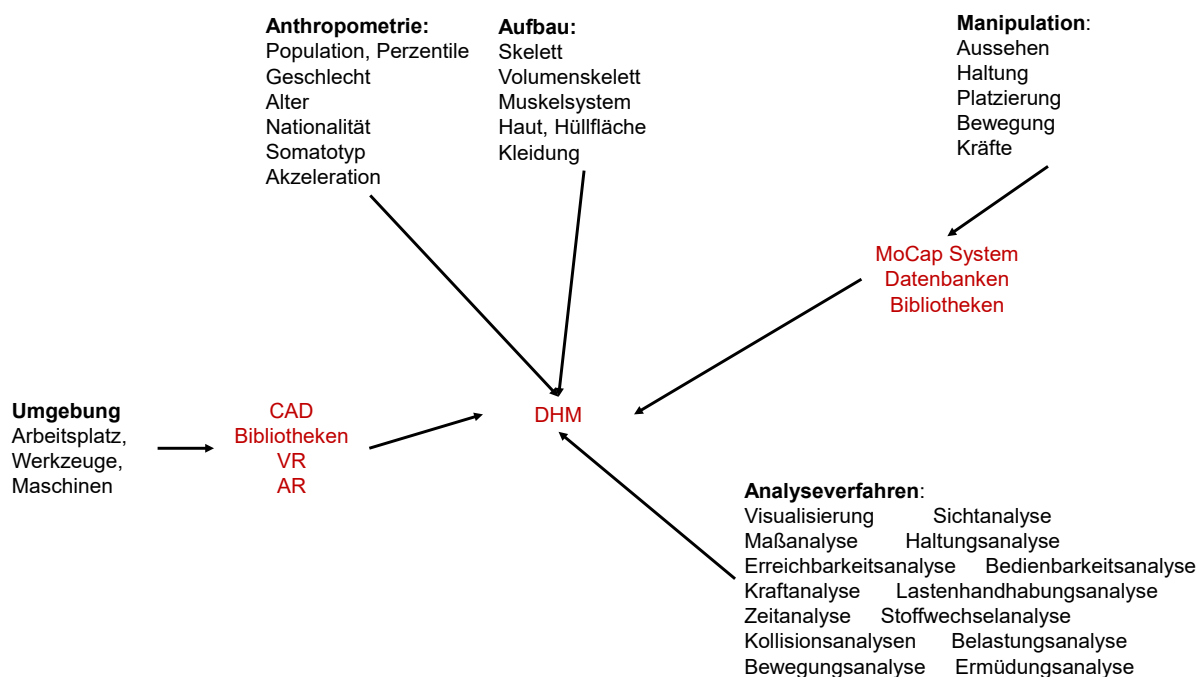 Anthropometrie:
Population, Perzentile
Geschlecht
Alter
Nationalität
Somatotyp
Akzeleration
Aufbau:
Skelett
Volumenskelett
Muskelsystem
Haut, Hüllfläche
Kleidung
Manipulation:
Aussehen
Haltung
Platzierung
Bewegung
Kräfte
MoCap System
Datenbanken
Bibliotheken
Umgebung
Arbeitsplatz,
Werkzeuge,
Maschinen
CAD
Bibliotheken
VR
AR
DHM
Analyseverfahren:
Visualisierung Sichtanalyse
Maßanalyse Haltungsanalyse
Erreichbarkeitsanalyse Bedienbarkeitsanalyse
Kraftanalyse Lastenhandhabungsanalyse
Zeitanalyse Stoffwechselanalyse
Kollisionsanalysen Belastungsanalyse
Bewegungsanalyse Ermüdungsanalyse